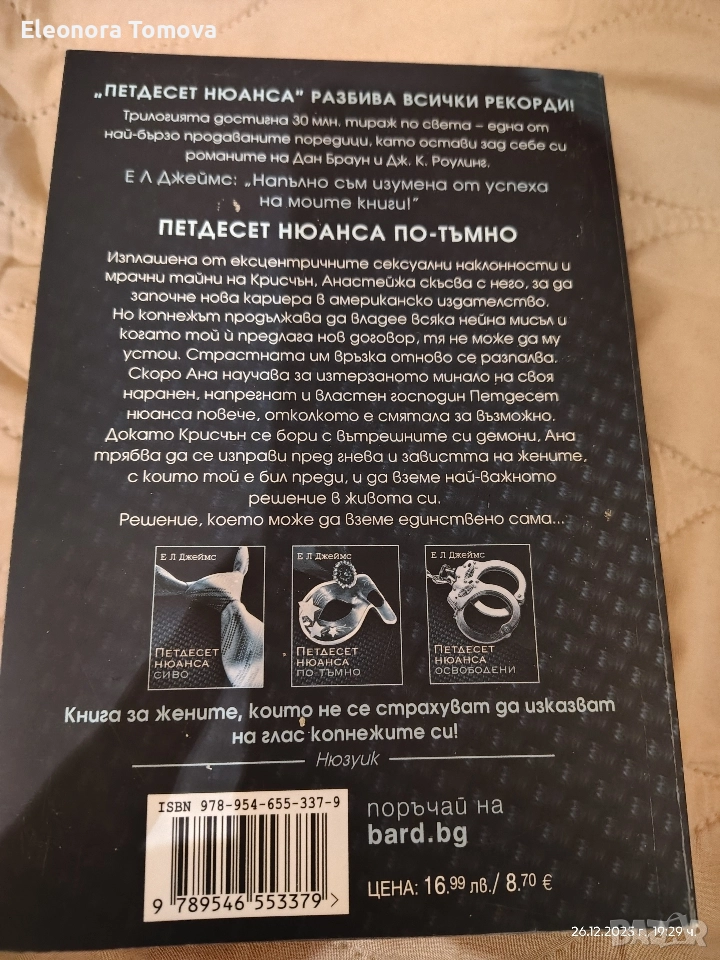 Eleonora Tomova
„ПЕТДЕСЕТ НЮАНСА” РАЗБИВА ВСИЧКИ РЕКОРДИ!
Трилогията достигна 30 млн. тираж по света – една от
най-бързо продаваните поредици, като остави зад себе си
романите на Дан Браун и Дж. К. Роулинг.
Е Л Джеймс: „Напълно съм изумена от успеха
на моите книги!”
ПЕТДЕСЕТ НЮАНСА ПО-ТЪМНО
Изплашена от ексцентричните сексуални наклонности и
мрачни тайни на Крисчън, Анастейжа скъсва с него, за да
започне нова кариера в американско издателство.
Но копнежът продължава да владее всяка нейна мисъл и
когато той ѝ предлага нов договор, тя не може да му
устои. Страстната им връзка отново се разпалва.
Скоро Ана научава за изтерзаното минало на своя
наранен, напрегнат и властен господин Петдесет
нюанса повече, отколкото е смятала за възможно.
Докато Крисчън се бори с вътрешните си демони, Ана
трябва да се изправи пред гнева и завистта на жените,
с които той е бил преди, и да вземе най-важното
решение в живота си.
Решение, което може да вземе единствено сама...
Е Л Джеймс
ПЕТДЕСЕТ
НЮАНСА
СИВО
Е Л Джеймс
ПЕТДЕСЕТ
НЮАНСА
ПО-ТЪМНО
Е Л Джеймс
ПЕТДЕСЕТ
НЮАНСА
ОСВОБОДЕНИ
Книга за жените, които не се страхуват да изказват
на глас копнежите си!
Нюзуик
ISBN 978-954-655-337-9
9 789546 553379 >
поръчай на
bard.bg
ЦЕНА: 16.99 лв./ 8.70 €
26.12.2025 г., 19:29 ч.
BAZAR